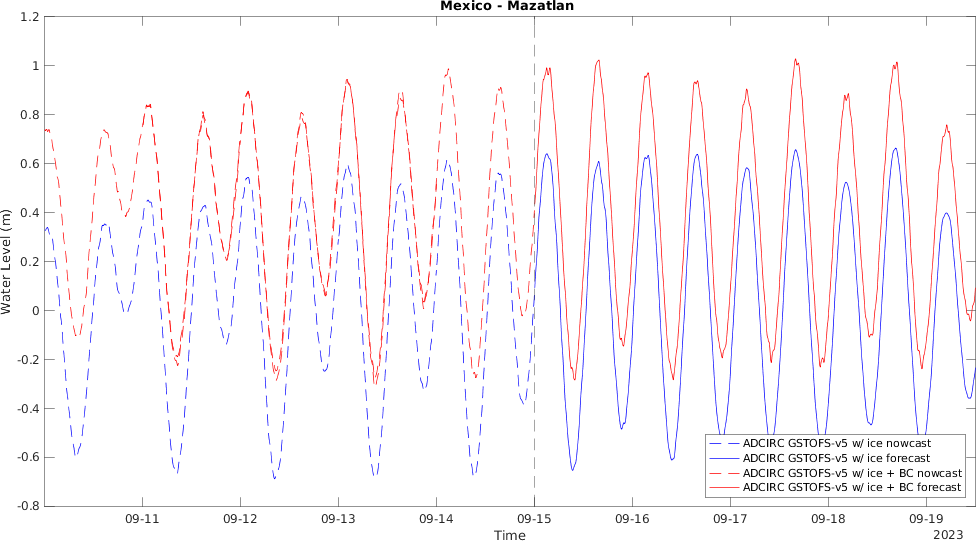 Mexico - Mazatlan
1.2
1
0.8
0.6
0.4
0.2
0
-0.2
-0.4
-0.6
-0.8
Water Level (m)
ADCIRC GSTOFS-v5 w/ ice nowcast
ADCIRC GSTOFS-v5 w/ ice forecast
ADCIRC GSTOFS-v5 w/ ice + BC nowcast
ADCIRC GSTOFS-v5 w/ ice + BC forecast
09-11 09-12 09-13 09-14 09-15 09-16 09-17 09-18 09-19
Time
2023